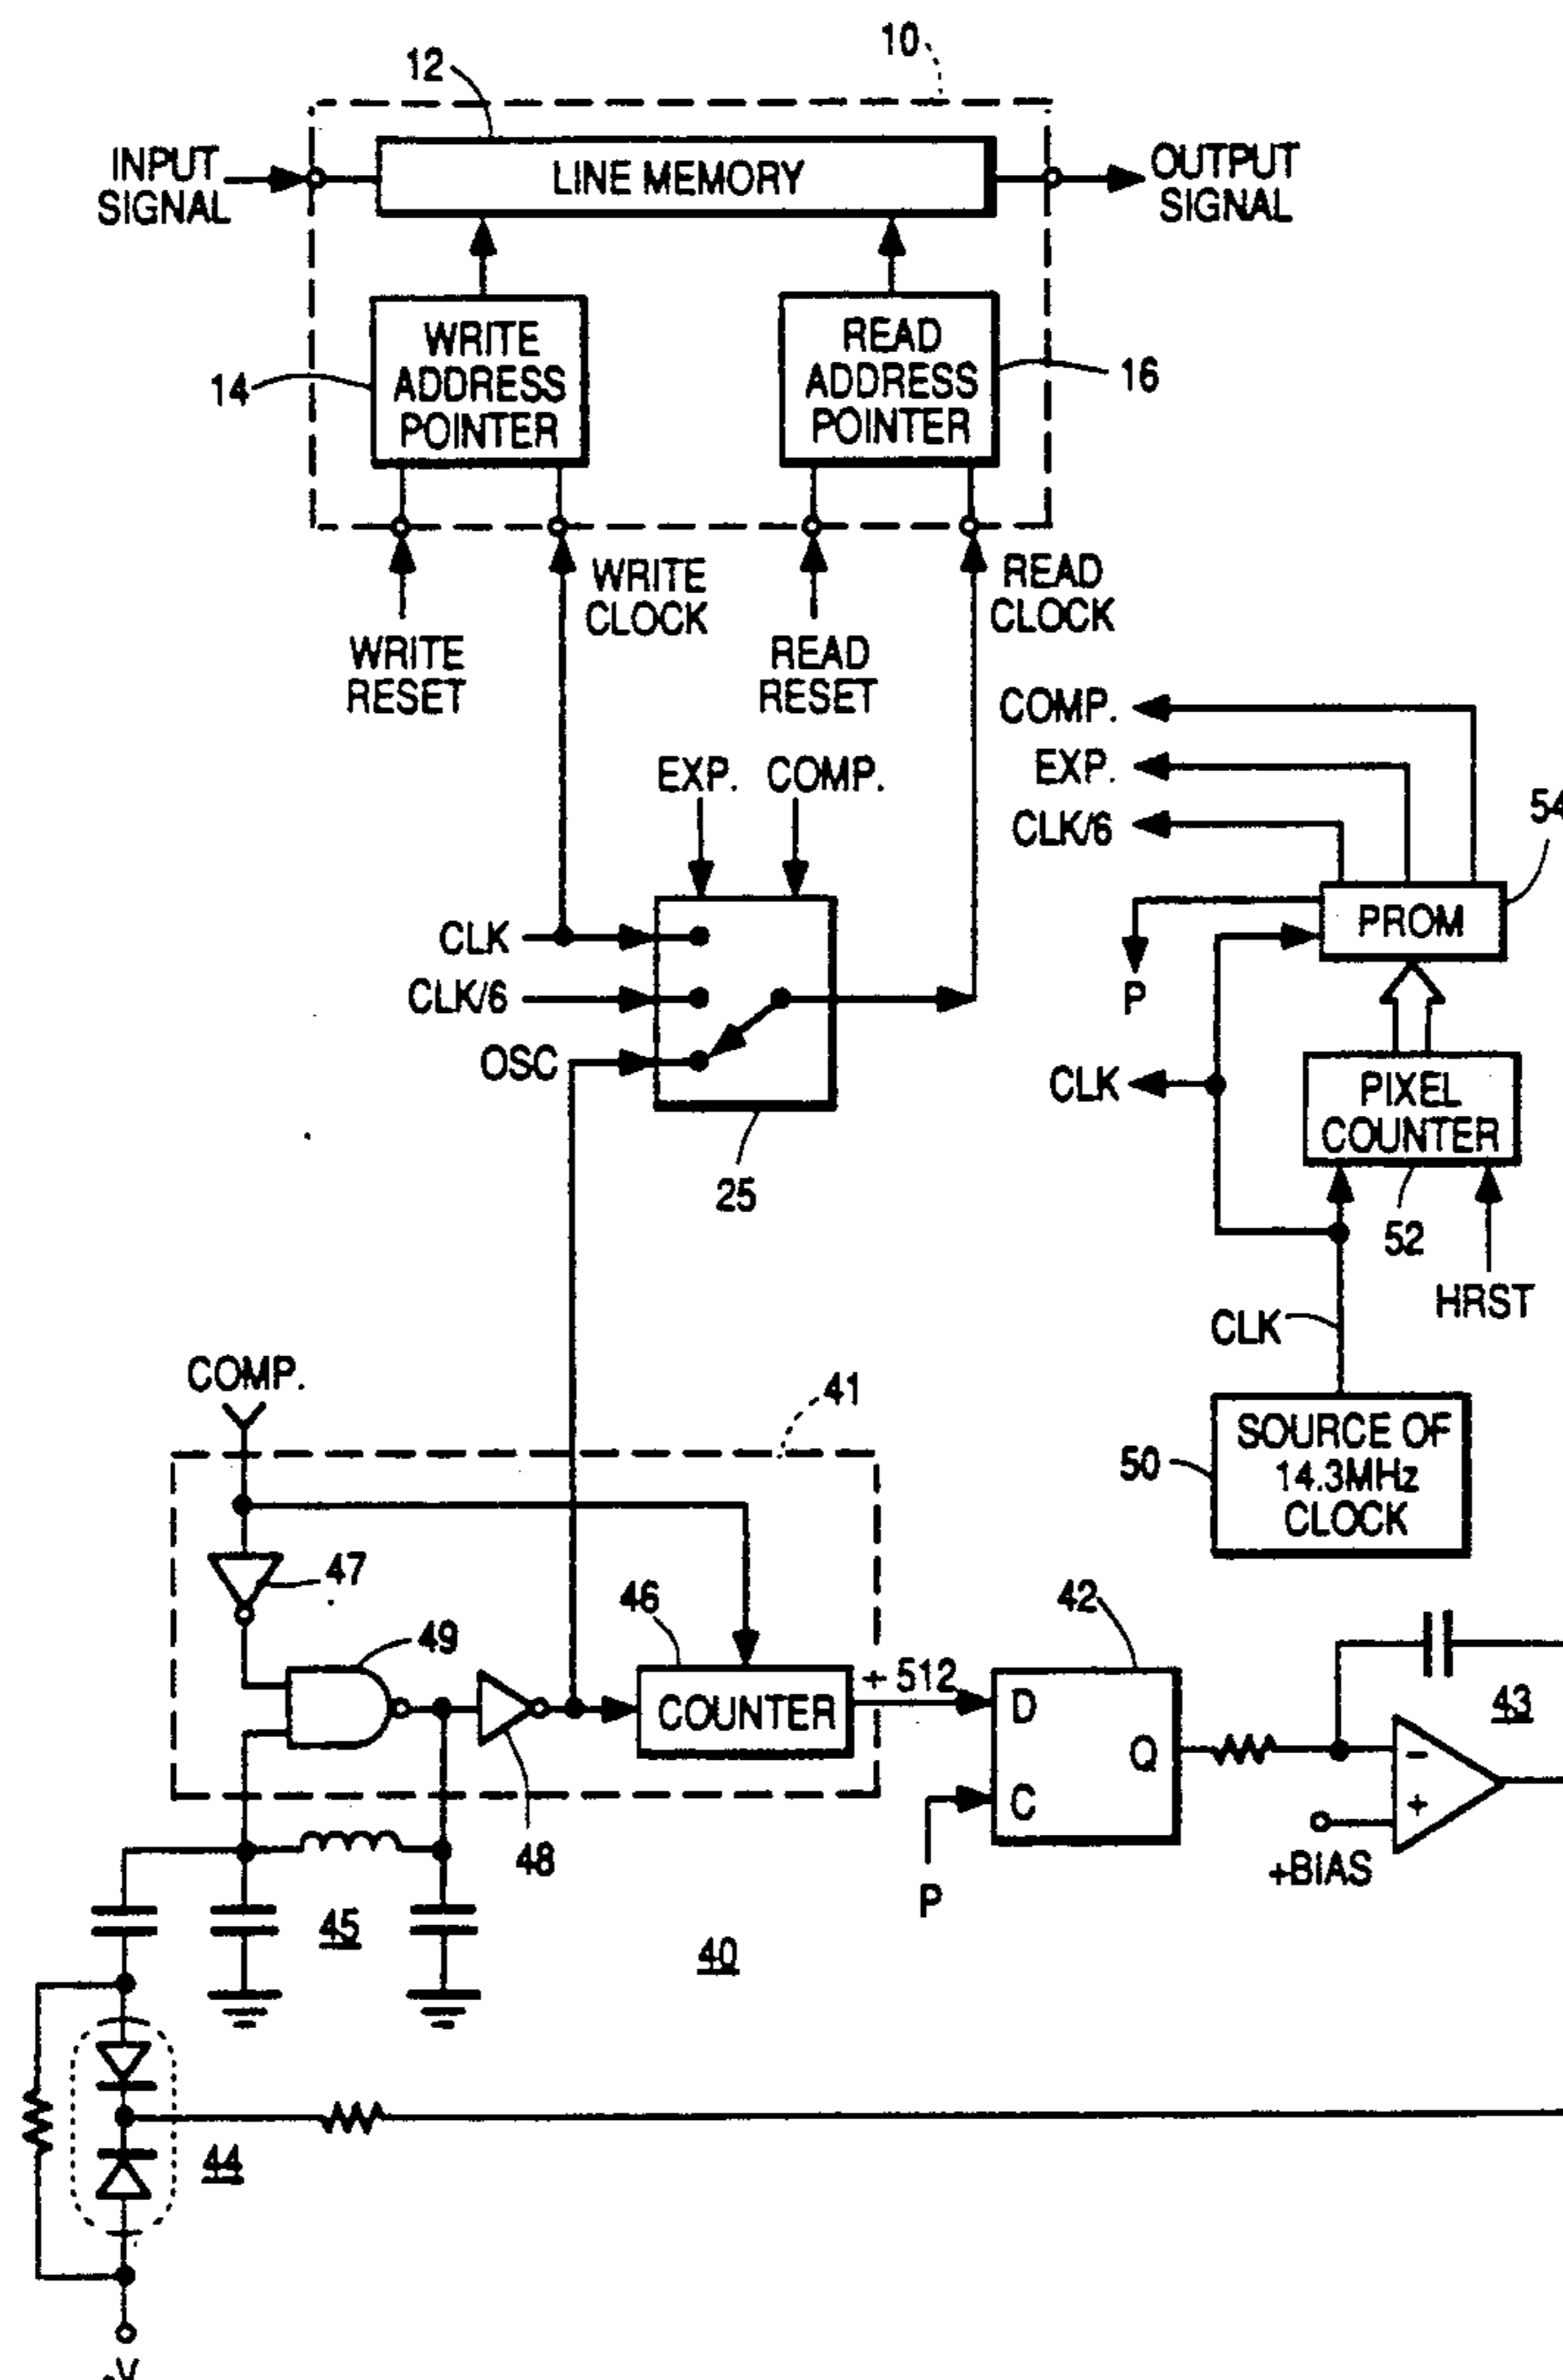 10
12
INPUT
SIGNAL
LINE MEMORY
OUTPUT
SIGNAL
WRITE
ADDRESS
POINTER
14
READ
ADDRESS
POINTER
16
WRITE
CLOCK
WRITE
RESET
READ
CLOCK
READ
RESET
COMP.
EXP.
CLK/6
54
PROM
P
EXP. COMP.
CLK
CLK/6
OSC
25
CLK
PIXEL
COUNTER
52
HRST
CLK
SOURCE OF
14.3MHz
CLOCK
50
COMP.
41
47
49
46
COUNTER
÷ 512
48
42
D
Q
C
P
43
-
+
+BIAS
45
40
44